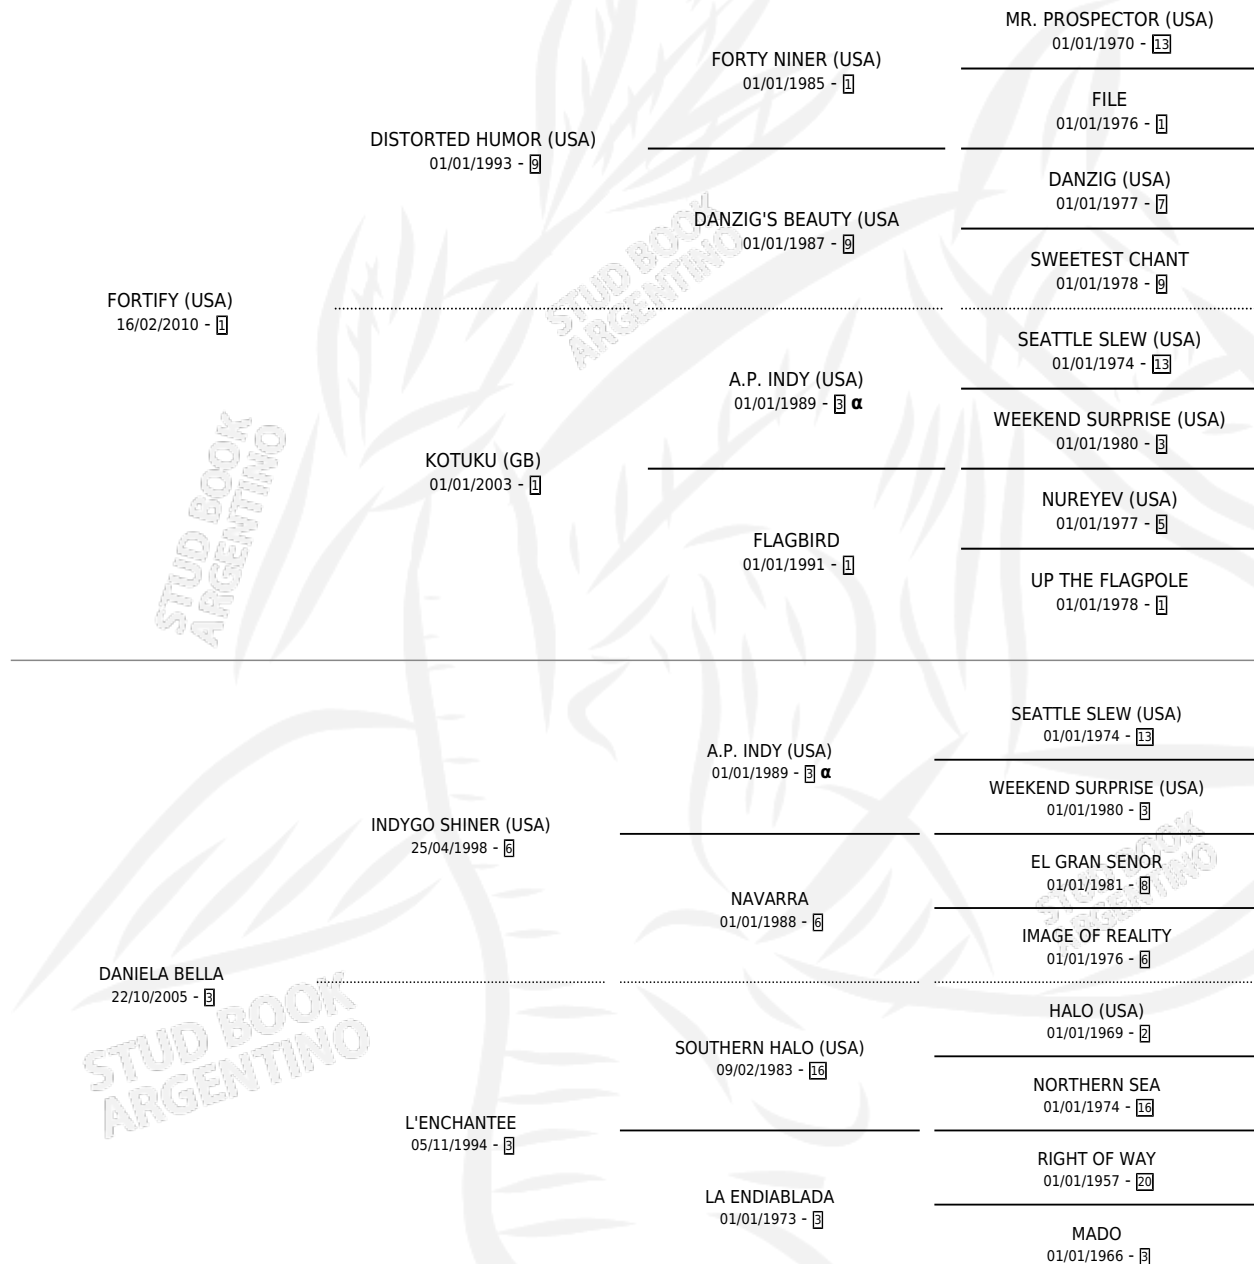 MR. PROSPECTOR (USA)
01/01/1970 - 13
FORTY NINER (USA)
01/01/1985 - 1
FILE
01/01/1976 - 1
DISTORTED HUMOR (USA)
01/01/1993 - 9
DANZIG (USA)
01/01/1977 - 7
DANZIG'S BEAUTY (USA
01/01/1987 - 9
SWEETEST CHANT
01/01/1978 - 9
FORTIFY (USA)
16/02/2010 - 1
SEATTLE SLEW (USA)
01/01/1974 - 13
A.P. INDY (USA)
01/01/1989 - 3 α
WEEKEND SURPRISE (USA)
01/01/1980 - 3
KOTUKU (GB)
01/01/2003 - 1
NUREYEV (USA)
01/01/1977 - 5
FLAGBIRD
01/01/1991 - 1
UP THE FLAGPOLE
01/01/1978 - 1
SEATTLE SLEW (USA)
01/01/1974 - 13
A.P. INDY (USA)
01/01/1989 - 3 α
WEEKEND SURPRISE (USA)
01/01/1980 - 3
INDYGO SHINER (USA)
25/04/1998 - 6
EL GRAN SENOR
01/01/1981 - 8
NAVARRA
01/01/1988 - 6
IMAGE OF REALITY
01/01/1976 - 6
DANIELA BELLA
22/10/2005 - 3
HALO (USA)
01/01/1969 - 2
SOUTHERN HALO (USA)
09/02/1983 - 16
NORTHERN SEA
01/01/1974 - 16
L'ENCHANTEE
05/11/1994 - 3
RIGHT OF WAY
01/01/1957 - 20
LA ENDIABLADA
01/01/1973 - 3
MADO
01/01/1966 - 3
STUD BOOK
ARGENTINO
STUD BOOK
ARGENTINO
STUD BOOK
ARGENTINO
STUD BOOK
ARGENTINO